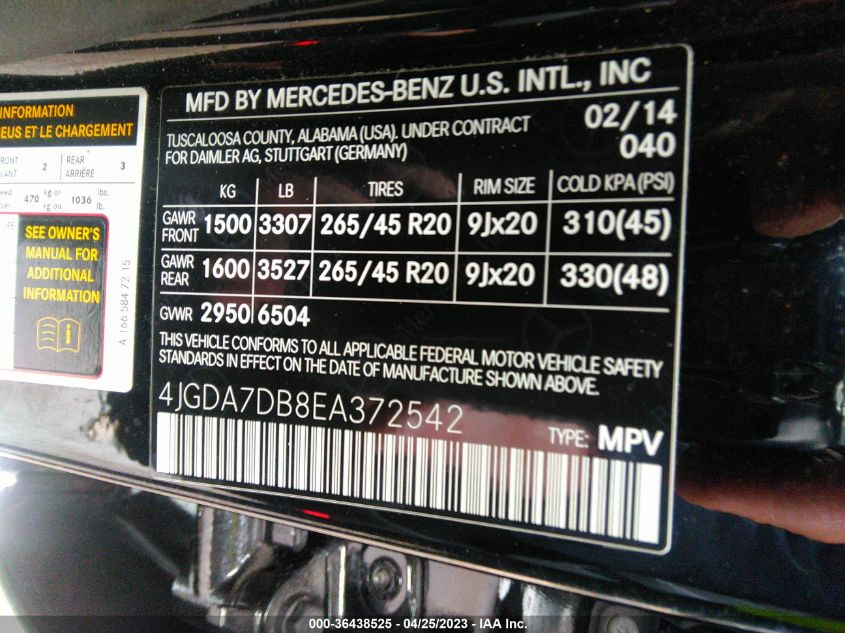 INFORMATION
EUS ET LE CHARGEMENT
RONT
VANT
2
REAR
ARRIÈRE
3
eed
470
kg or
kg ou
1036
lbs.
lb.
RE
SEE OWNER'S
MANUAL FOR
ADDITIONAL
INFORMATION
A 166 584 72 15
MFD BY MERCEDES-BENZ U.S. INTL., INC
TUSCALOOSA COUNTY, ALABAMA (USA). UNDER CONTRACT
FOR DAIMLER AG, STUTTGART (GERMANY)
02/14
040
KG LB TIRES RIM SIZE COLD KPA (PSI)
GAWR
FRONT
1500 3307 265/45 R20 9Jx20 310(45)
GAWR
REAR
1600 3527 265/45 R20 9Jx20 330(48)
GVWR 2950 6504
THIS VEHICLE CONFORMS TO ALL APPLICABLE FEDERAL MOTOR VEHICLE SAFETY
STANDARDS IN EFFECT ON THE DATE OF MANUFACTURE SHOWN ABOVE.
4JGDA7DB8EA372542
TYPE: MPV
000-36438525 - 04/25/2023 - IAA Inc.